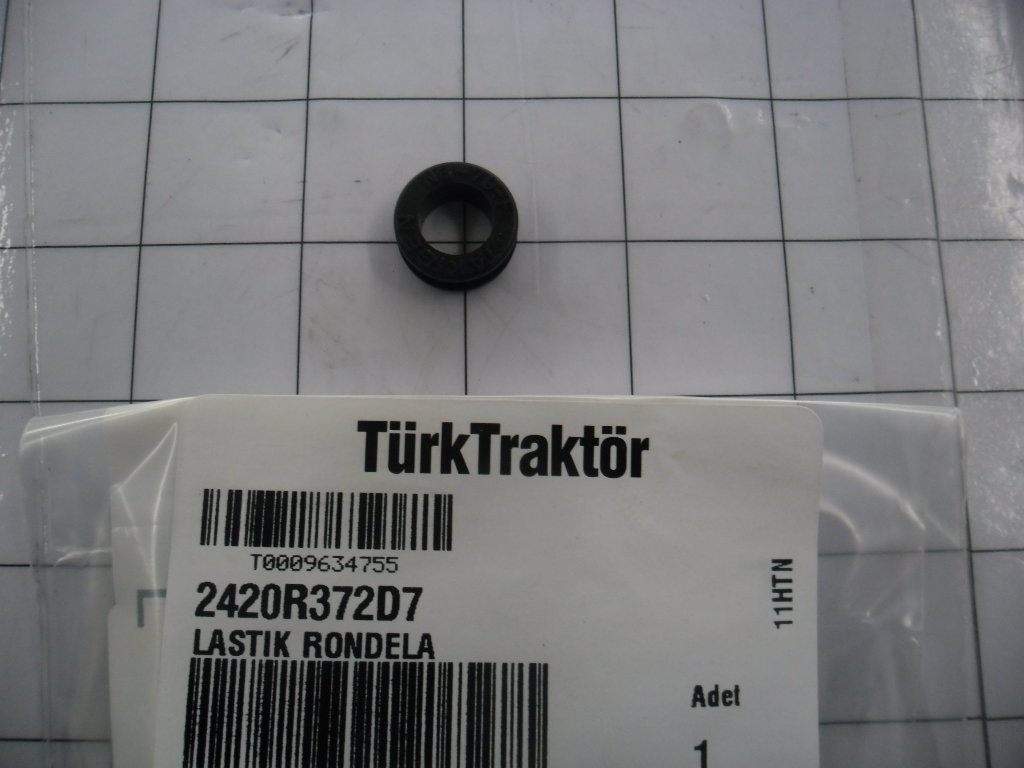 TürkTraktör
T0009634755
2420R372D7
LASTIK RONDELA
11HTN
Adet
1